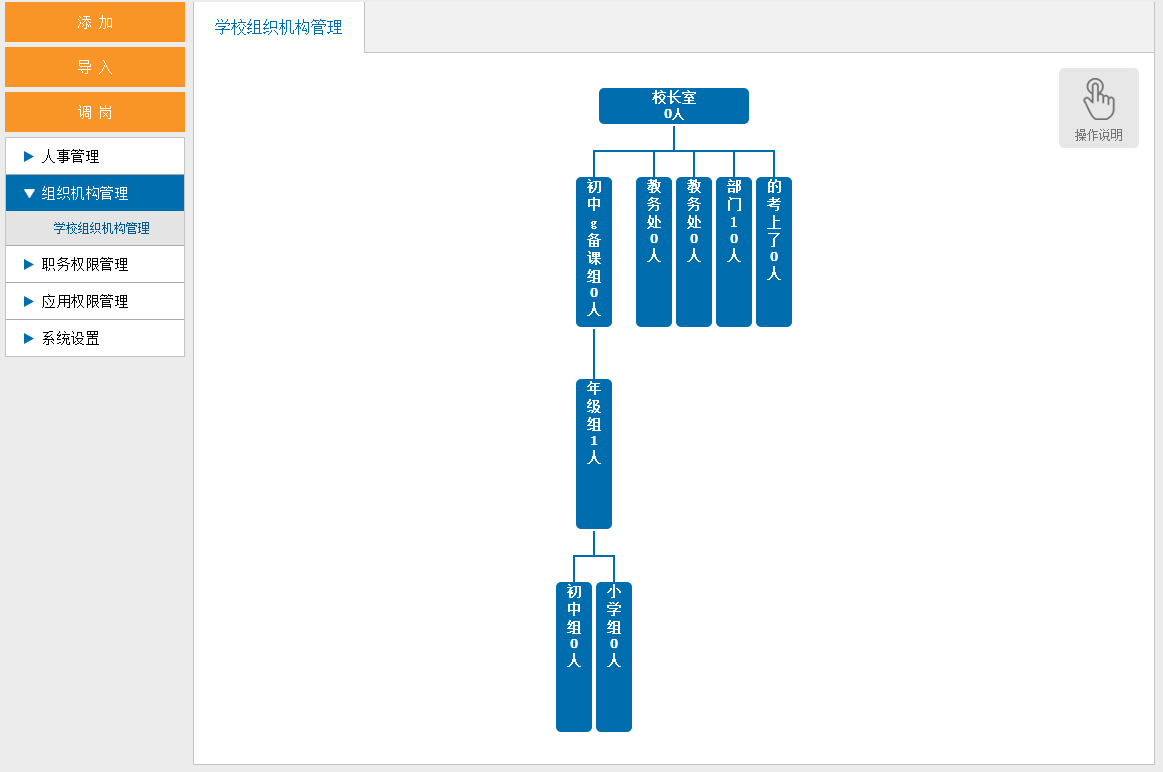 添 加
导 入
调 岗
人事管理
组织机构管理
学校组织机构管理
职务权限管理
应用权限管理
系统设置
学校组织机构管理
操作说明
校长室
0人
初中g备课组0人
教务处0人
教务处0人
部门10人
的考上了0人
年级组1人
初中组0人
小学组0人